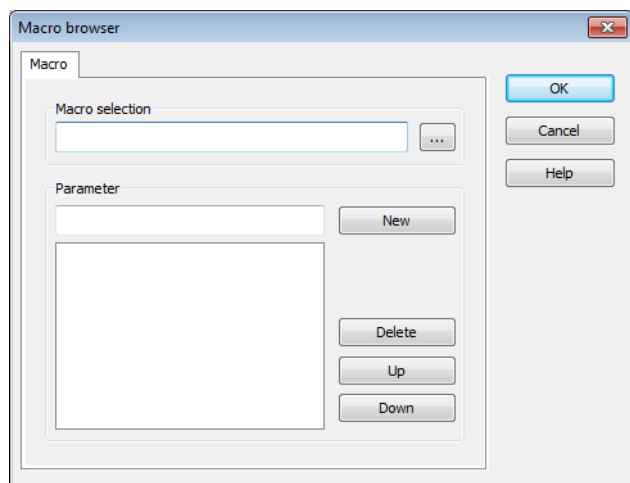 Macro browser
Macro
OK
Macro selection
...
Cancel
Help
Parameter
New
Delete
Up
Down